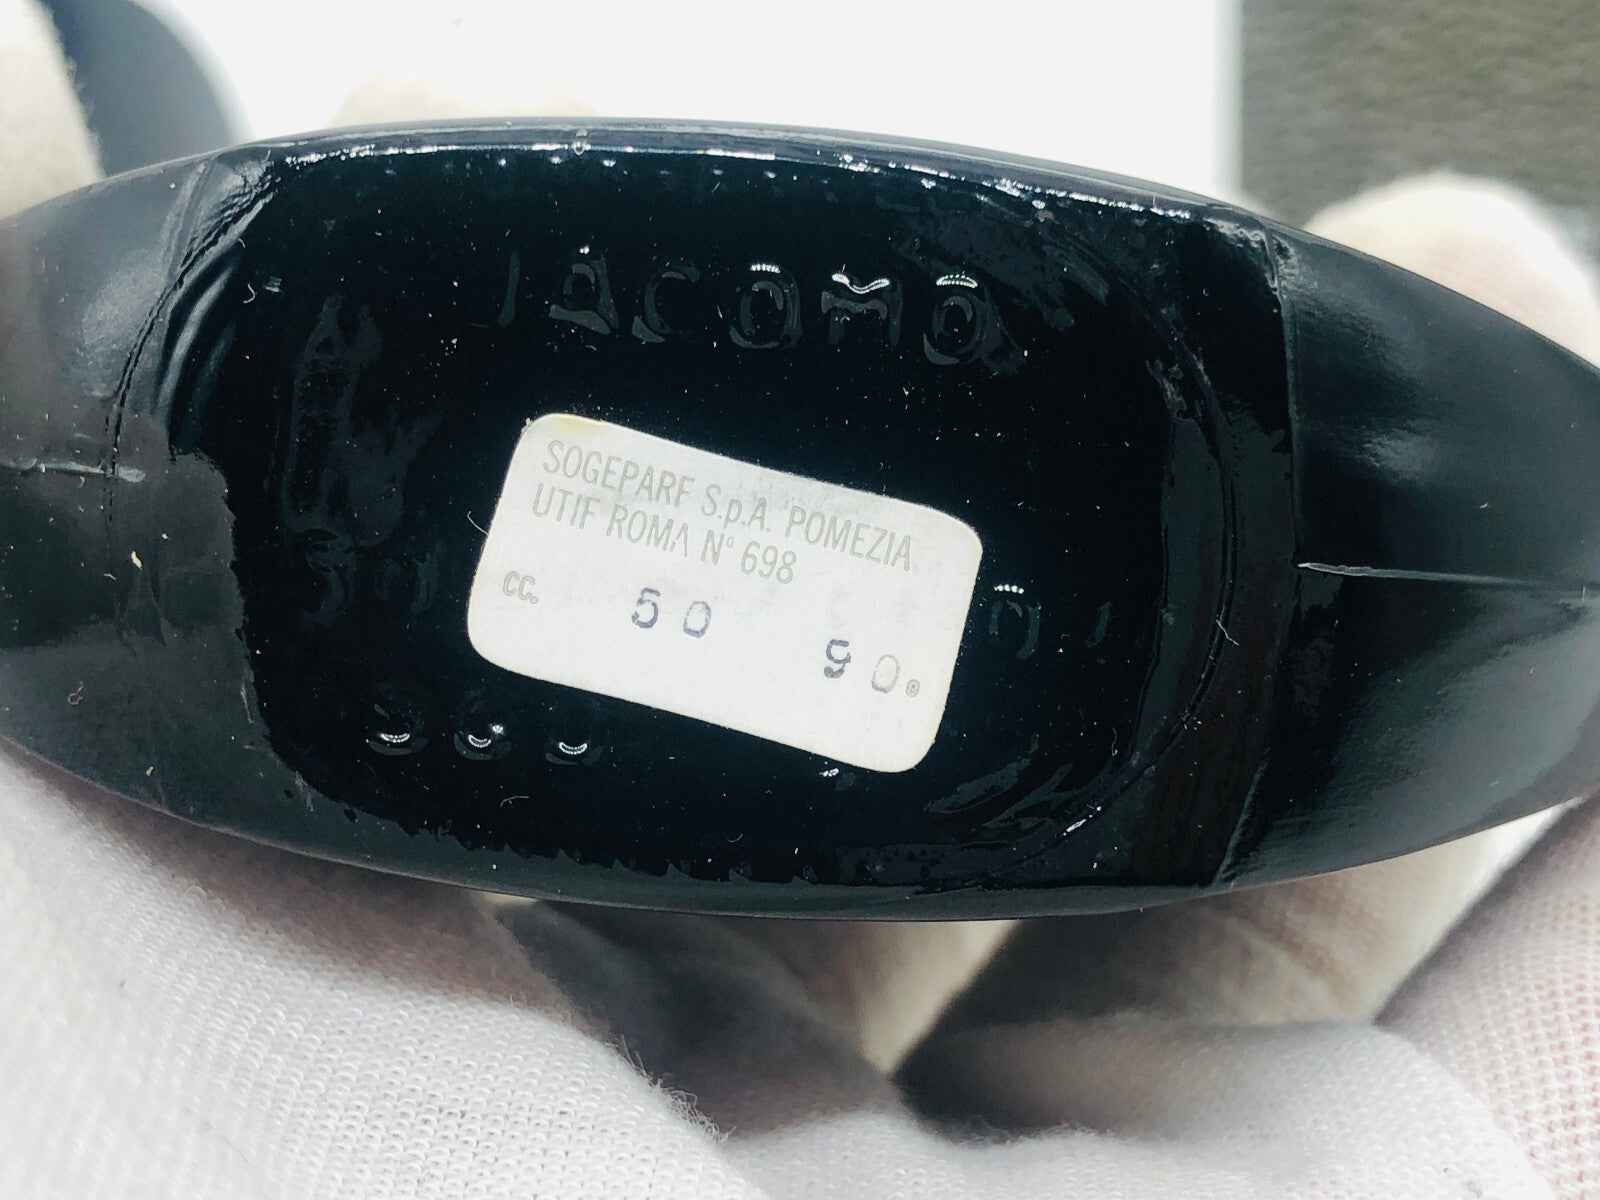 JACOMO
SOGEPARF S.p.A. POMEZIA
UTIF ROMA N° 698
cc. 50 90°